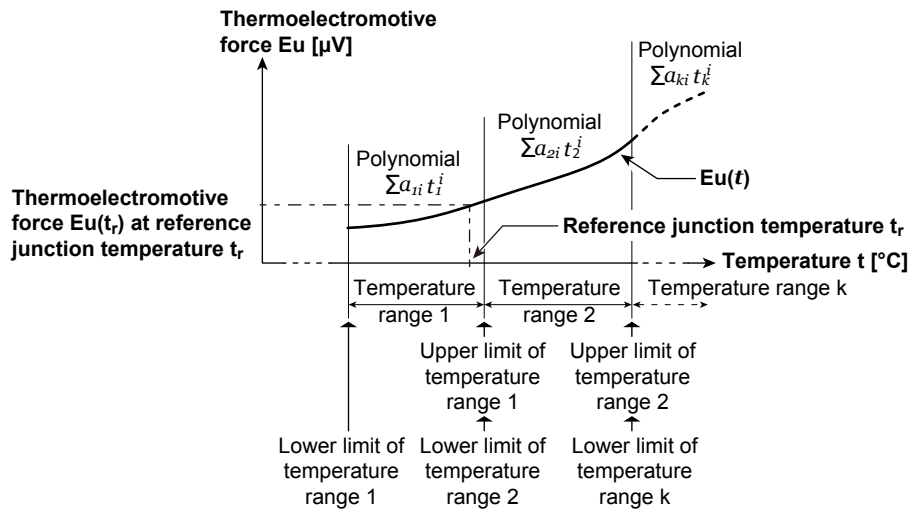 Thermoelectromotive
force Eu [µV]
Polynomial
∑a_ki t_k^i
Polynomial
∑a_2i t_2^i
Polynomial
∑a_1i t_1^i
Eu(t)
Thermoelectromotive
force Eu(t_r) at reference
junction temperature t_r
Reference junction temperature t_r
Temperature t [°C]
Temperature
range 1
Temperature
range 2
Temperature range k
Upper limit of
temperature
range 1
Upper limit of
temperature
range 2
Lower limit of
temperature
range 1
Lower limit of
temperature
range 2
Lower limit of
temperature
range k